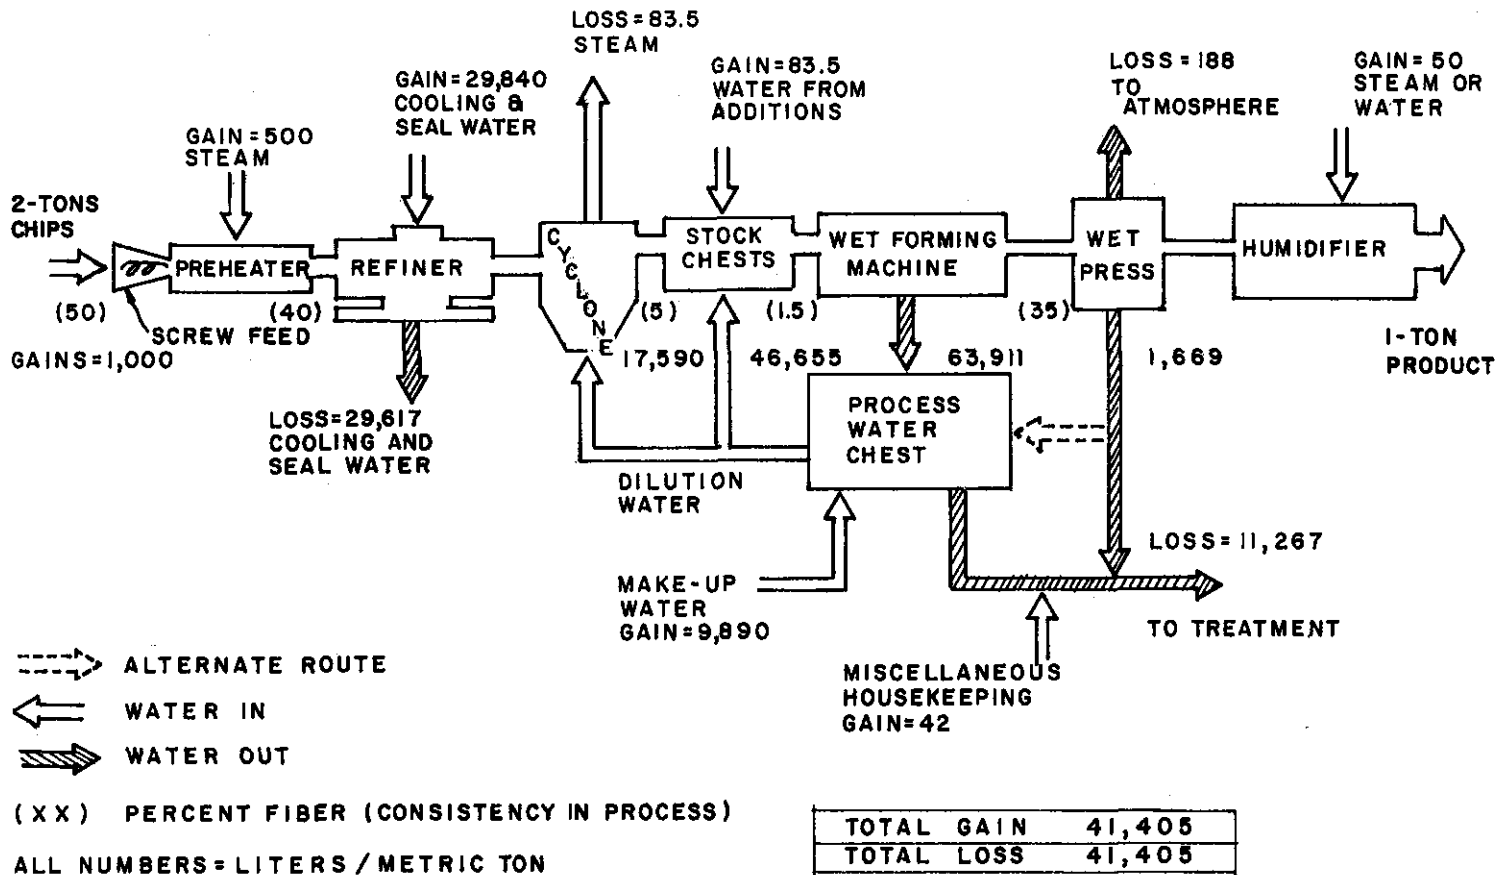 LOSS=83.5
STEAM
GAIN=29,840
COOLING &
SEAL WATER
GAIN=83.5
WATER FROM
ADDITIONS
LOSS=188
TO
ATMOSPHERE
GAIN=50
STEAM OR
WATER
GAIN=500
STEAM
2-TONS
CHIPS
PREHEATER
REFINER
CYCLONE
STOCK
CHESTS
WET FORMING
MACHINE
WET
PRESS
HUMIDIFIER
(50)
SCREW FEED
(40)
(5)
(1.5)
(35)
GAINS=1,000
17,590
46,655
63,911
1,669
1-TON
PRODUCT
LOSS=29,617
COOLING AND
SEAL WATER
PROCESS
WATER
CHEST
DILUTION
WATER
LOSS=11,267
MAKE-UP
WATER
GAIN=9,890
TO TREATMENT
MISCELLANEOUS
HOUSEKEEPING
GAIN=42
ALTERNATE ROUTE
WATER IN
WATER OUT
(XX) PERCENT FIBER (CONSISTENCY IN PROCESS)
ALL NUMBERS=LITERS/METRIC TON
TOTAL GAIN 41,405
TOTAL LOSS 41,405